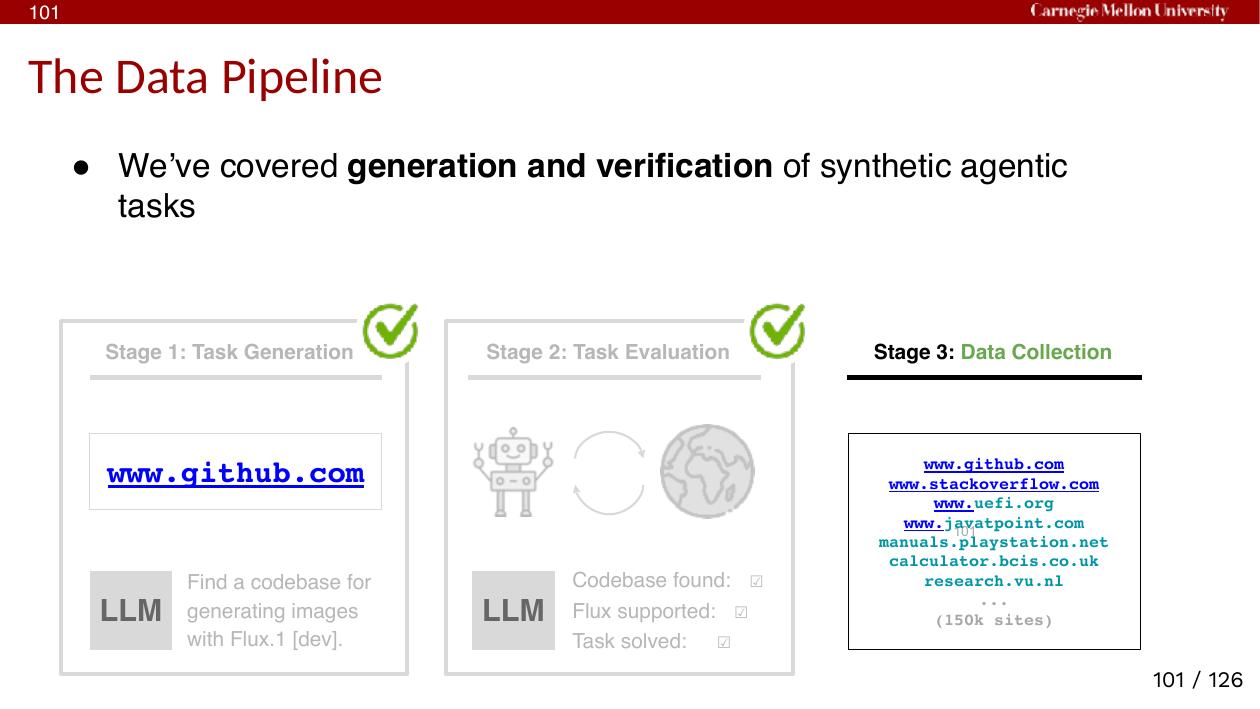 101
Carnegie Mellon University
The Data Pipeline
● We’ve covered generation and verification of synthetic agentic
tasks
Stage 1: Task Generation
www.github.com
LLM
Find a codebase for
generating images
with Flux.1 [dev].
Stage 2: Task Evaluation
LLM
Codebase found: ☑
Flux supported: ☑
Task solved: ☑
Stage 3: Data Collection
www.github.com
www.stackoverflow.com
www.uefi.org
www.javatpoint.com
101
manuals.playstation.net
calculator.bcis.co.uk
research.vu.nl
...
(150k sites)
101 / 126